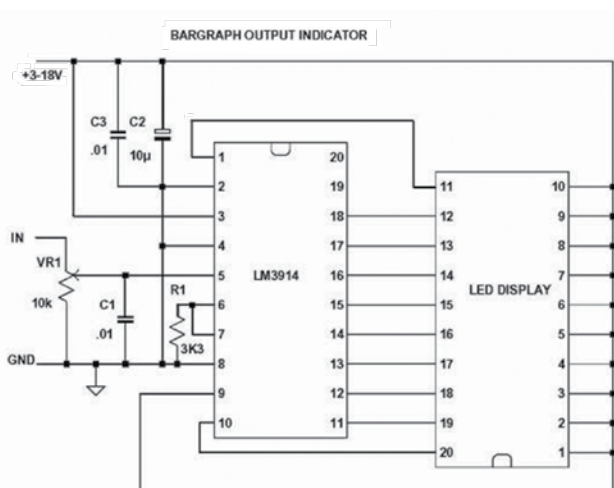 BARGRAPH OUTPUT INDICATOR
+3-18V
C3 C2
.01 10µ
1 20
2 19
3 18
4 17
5 16
6 15
7 14
8 13
9 12
10 11
LM3914
IN
VR1
10k
C1
.01
R1
3K3
GND
11 10
12 9
13 8
14 7
15 6
16 5
17 4
18 3
19 2
20 1
LED DISPLAY